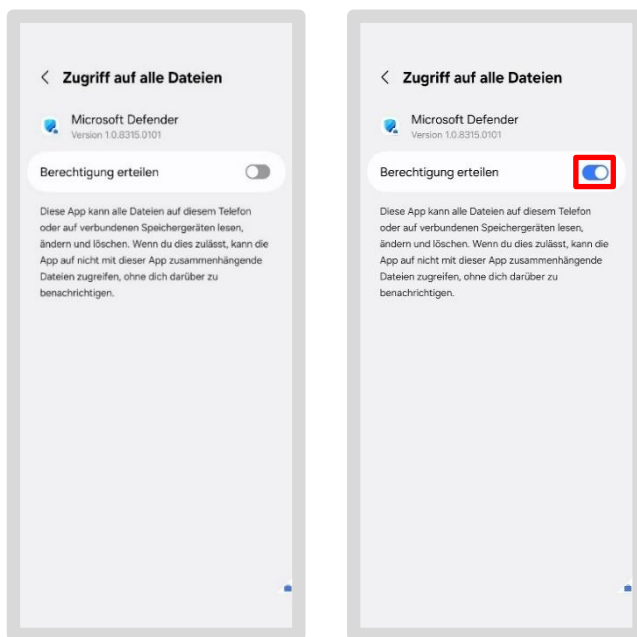 Zugriff auf alle Dateien
Microsoft Defender
Version 1.0.8315.0101
Berechtigung erteilen
Diese App kann alle Dateien auf diesem Telefon
oder auf verbundenen Speichergeräten lesen,
ändern und löschen. Wenn du dies zulässt, kann die
App auf nicht mit dieser App zusammenhängende
Dateien zugreifen, ohne dich darüber zu
benachrichtigen.
Zugriff auf alle Dateien
Microsoft Defender
Version 1.0.8315.0101
Berechtigung erteilen
Diese App kann alle Dateien auf diesem Telefon
oder auf verbundenen Speichergeräten lesen,
ändern und löschen. Wenn du dies zulässt, kann die
App auf nicht mit dieser App zusammenhängende
Dateien zugreifen, ohne dich darüber zu
benachrichtigen.